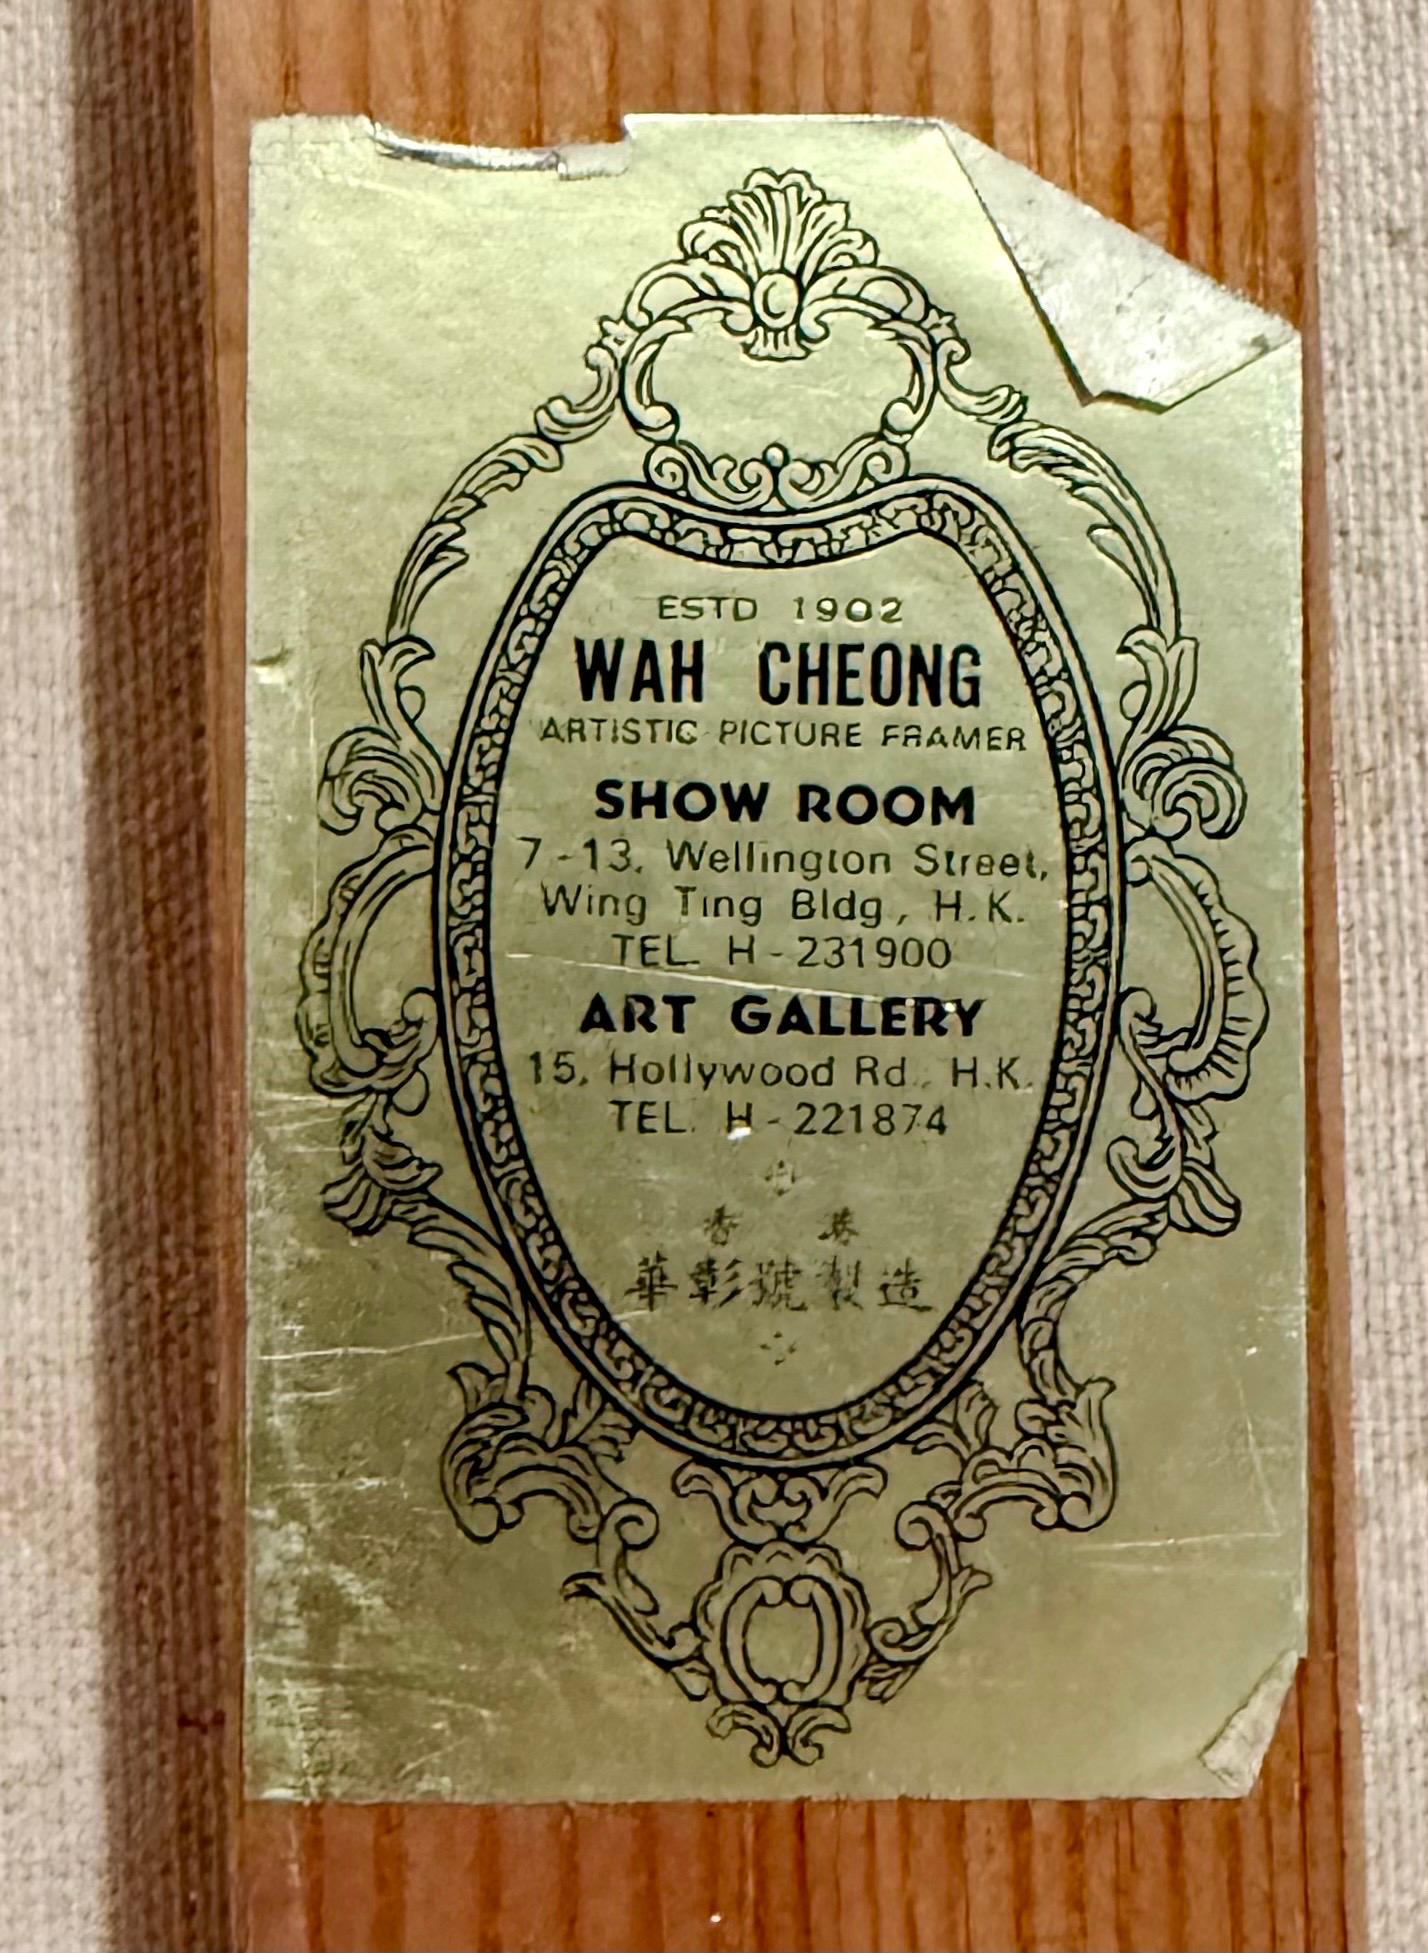 ESTD 1902
WAH CHEONG
ARTISTIC PICTURE FRAMER
SHOW ROOM
7-13, Wellington Street,
Wing Ting Bldg, H.K.
TEL. H-231900
ART GALLERY
15, Hollywood Rd., H.K.
TEL. H-221874
香 港
華彰號製造